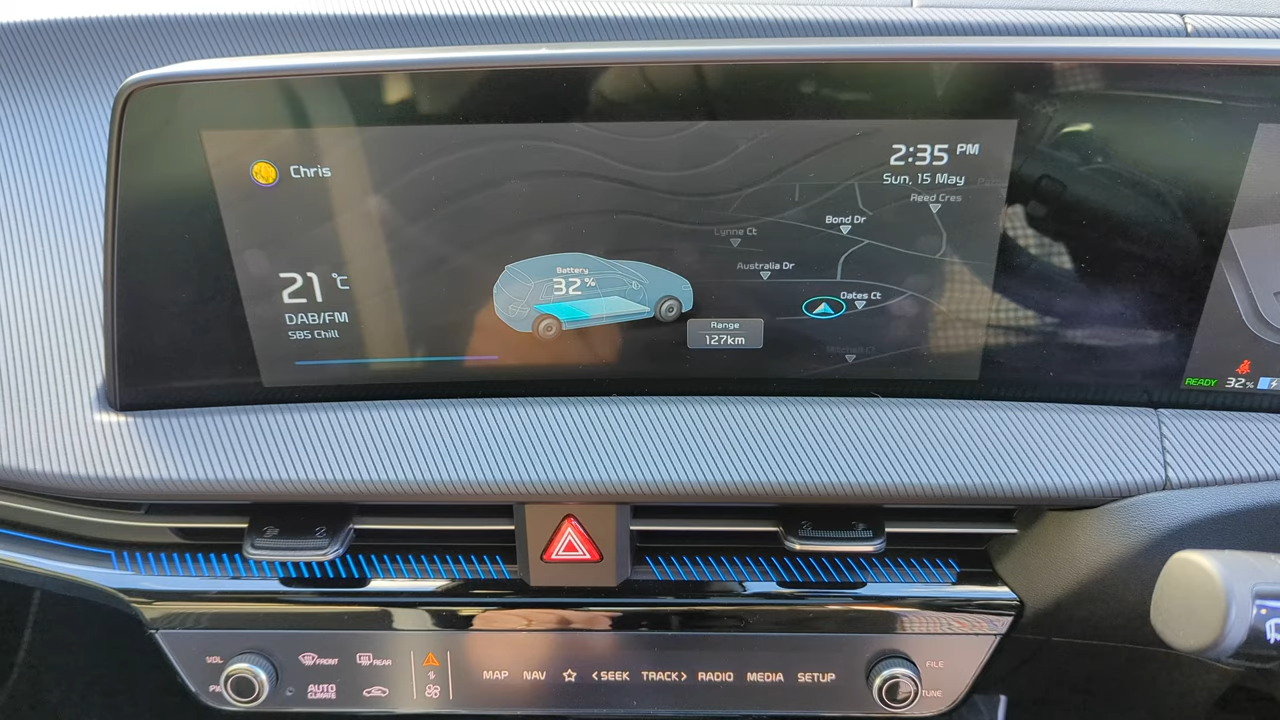 Chris
2:35 PM
Sun, 15 May
Reed Cres
Bond Dr
Lynne Ct
Australia Dr
Oates Ct
Mitchell Ct
21 °C
DAB/FM
SBS Chill
Battery
32%
Range
127km
READY 32%
VOL
FRONT
REAR
AUTO
CLIMATE
MAP NAV ☆ < SEEK TRACK > RADIO MEDIA SETUP
FILE
TUNE